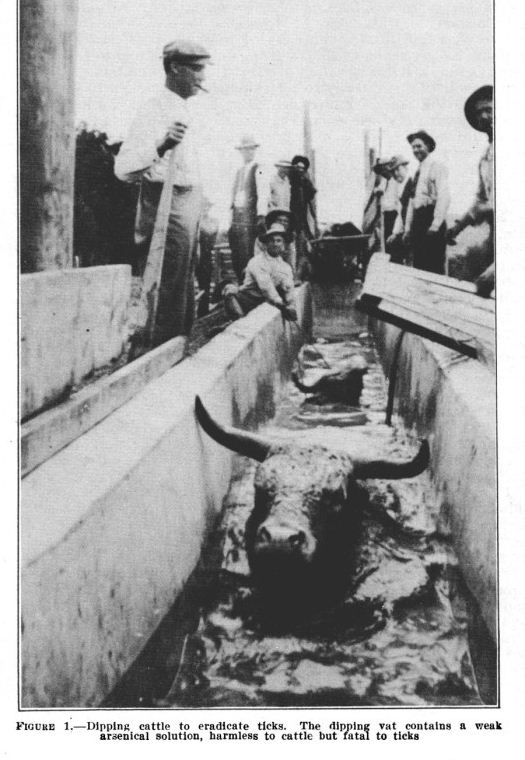 FIGURE 1.—Dipping cattle to eradicate ticks. The dipping vat contains a weak
arsenical solution, harmless to cattle but fatal to ticks